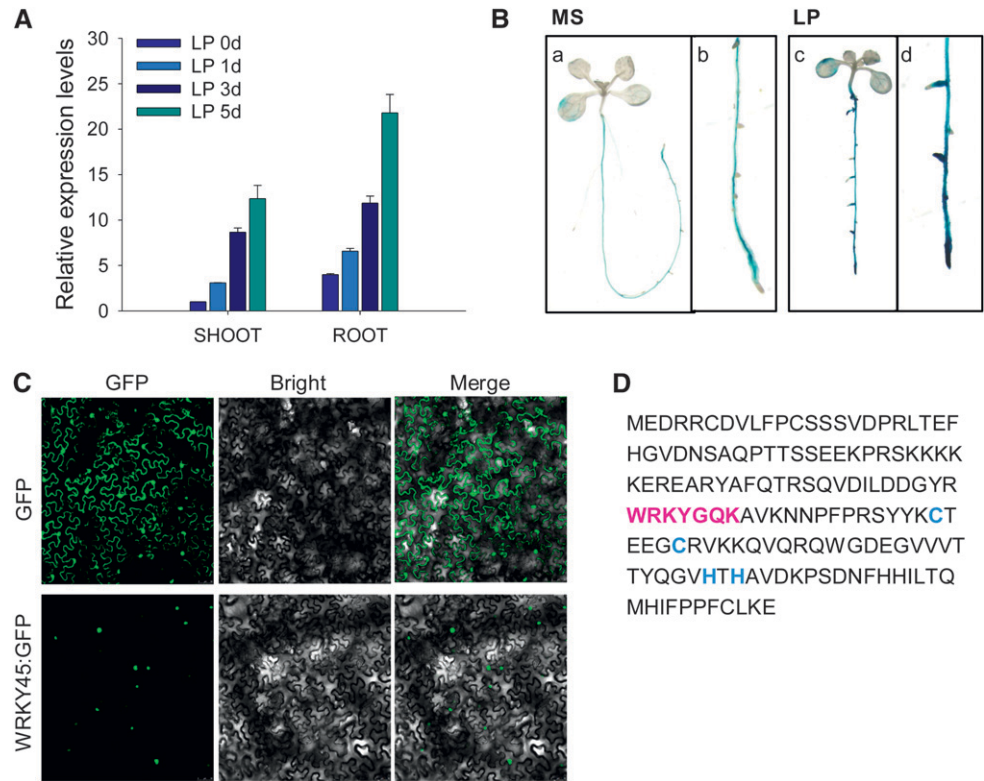 A
Relative expression levels
30
25
20
15
10
5
0
LP 0d
LP 1d
LP 3d
LP 5d
SHOOT
ROOT
B
MS
LP
a
b
c
d
C
GFP
Bright
Merge
GFP
WRKY45:GFP
D
MEDRRCDVLFPCSSSVDPRLTEF
HGVDNSAQPTTSSEEKPRSKKKK
KEREARYAFQTRSQVDILDDGYR
WRKYGQKAVKNNPFPRSYYKCT
EEGCRVKKQVQRQWGDEGVVVT
TYQGVHTHAVDKPSDNFHHILTQ
MHIFPPFCLKE